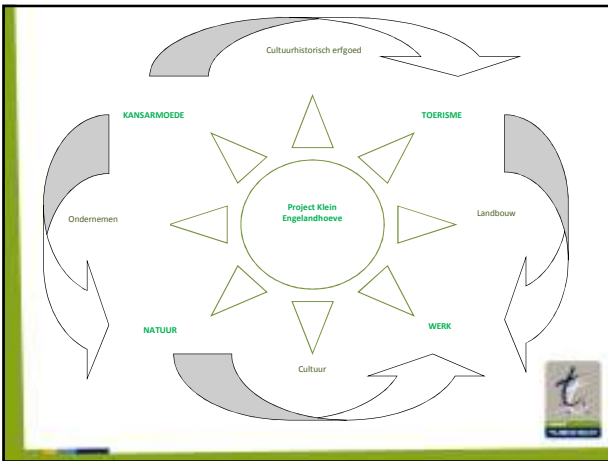 Cultuurhistorisch erfgoed
KANSARMOEDE
TOERISME
Project Klein
Engelandhoeve
Ondernemen
Landbouw
NATUUR
WERK
Cultuur
t